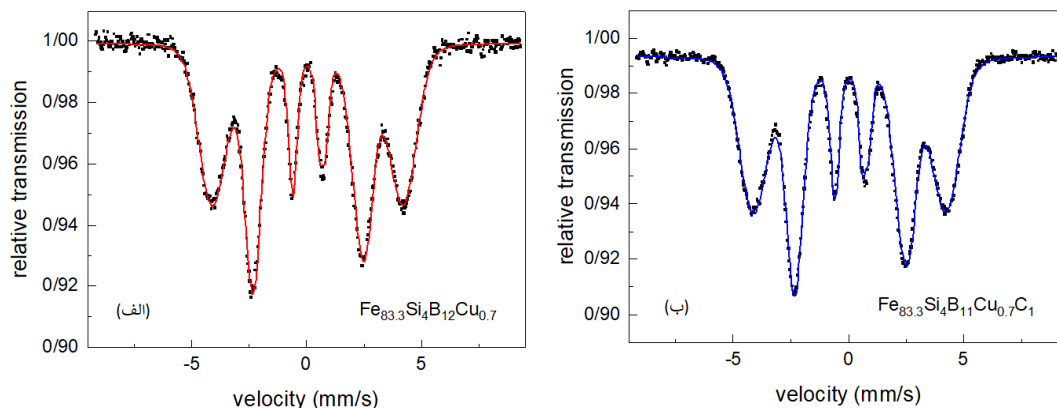 1/00
0/98
0/96
0/94
0/92
0/90
relative transmission
-5
0
5
velocity (mm/s)
(الف)
Fe83.3Si4B12Cu0.7
1/00
0/98
0/96
0/94
0/92
0/90
relative transmission
-5
0
5
velocity (mm/s)
(ب)
Fe83.3Si4B11Cu0.7C1